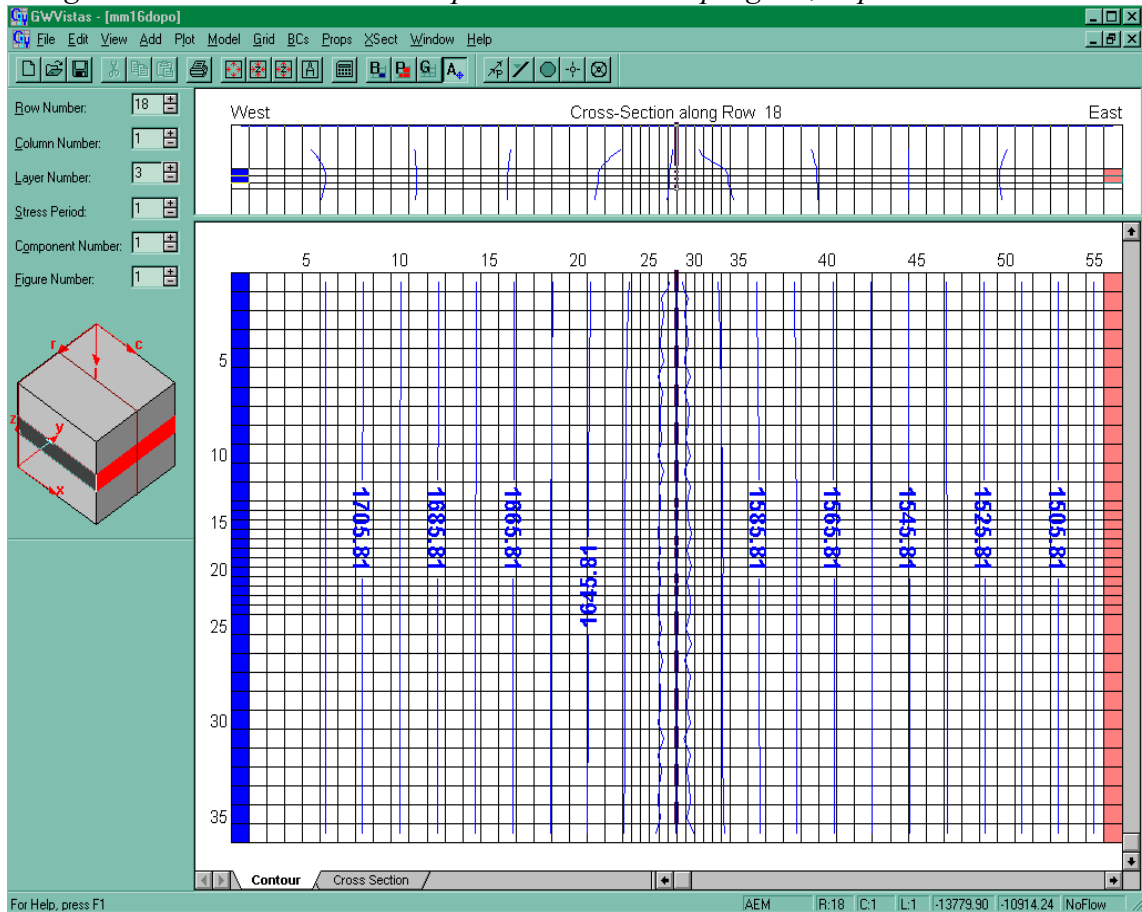 GWVistas - [mm16dopo]
File Edit View Add Plot Model Grid BCs Props XSect Window Help
Row Number: 18
Column Number: 1
Layer Number: 3
Stress Period: 1
Component Number: 1
Figure Number: 1
West Cross-Section along Row 18 East
5 10 15 20 25 30 35 40 45 50 55
5
10
15
20
25
30
35
1705.81
1685.81
1665.81
1645.81
1585.81
1565.81
1545.81
1525.81
1505.81
r c
l
z y
x
Contour Cross Section
For Help, press F1 AEM R:18 C:1 L:1 -13779.90 -10914.24 NoFlow